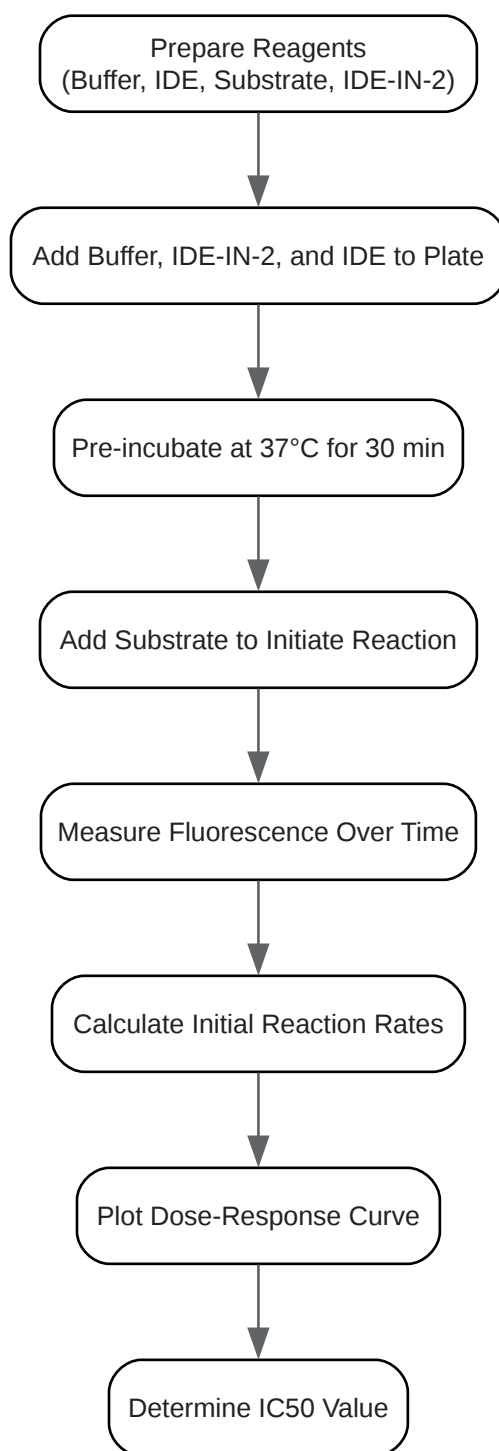 Prepare Reagents
(Buffer, IDE, Substrate, IDE-IN-2)
Add Buffer, IDE-IN-2, and IDE to Plate
Pre-incubate at 37°C for 30 min
Add Substrate to Initiate Reaction
Measure Fluorescence Over Time
Calculate Initial Reaction Rates
Plot Dose-Response Curve
Determine IC50 Value